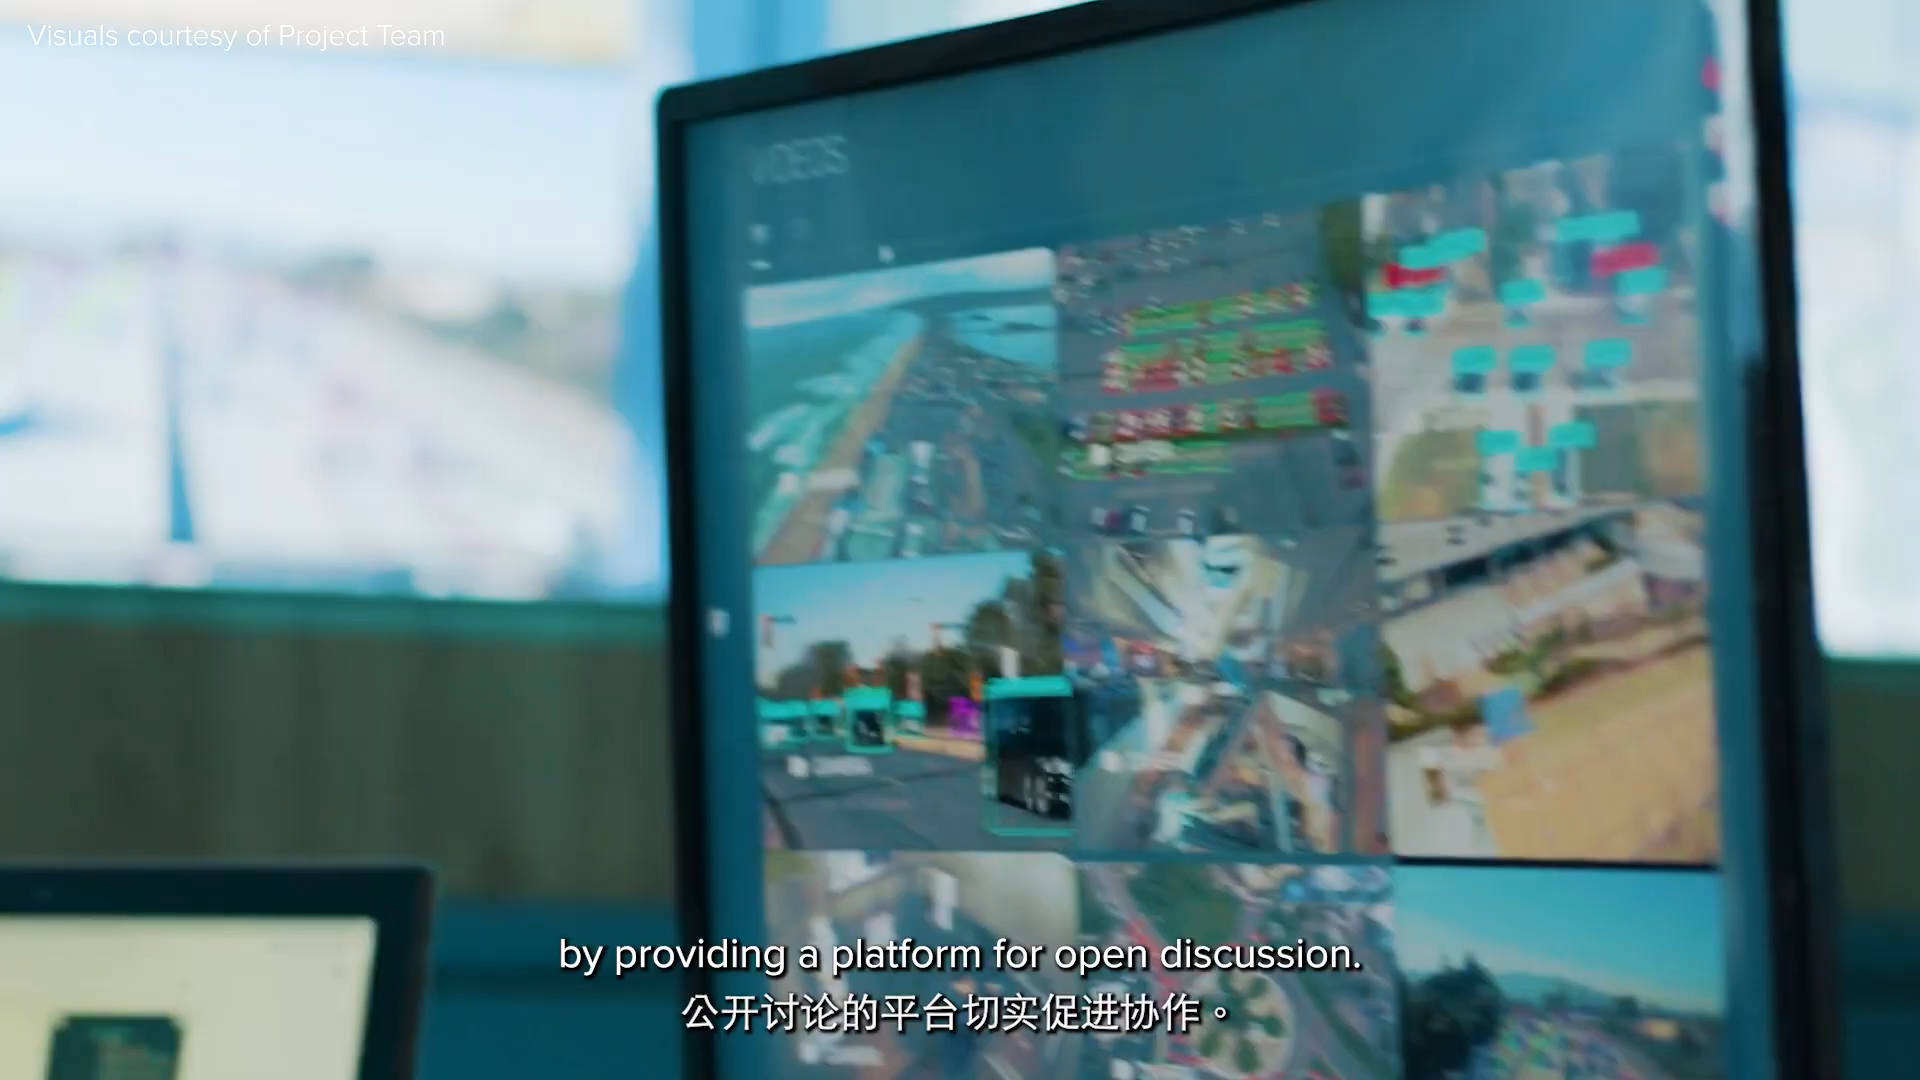 Visuals courtesy of Project Team
VIDEOS
by providing a platform for open discussion.
公开讨论的平台切实促进协作。